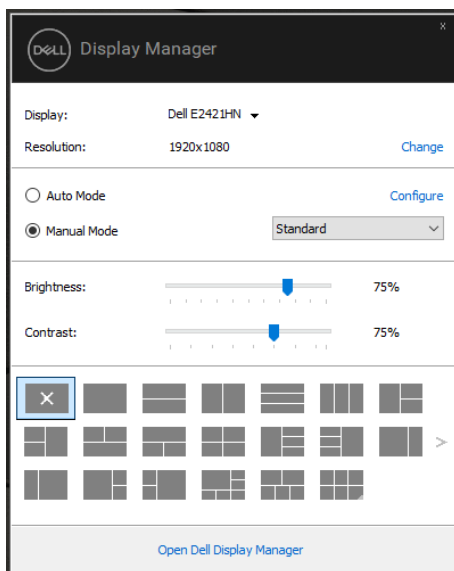 x
DELL Display Manager
Display: Dell E2421HN
Resolution: 1920x1080 Change
Auto Mode Configure
Manual Mode Standard
Brightness: 75%
Contrast: 75%
Open Dell Display Manager